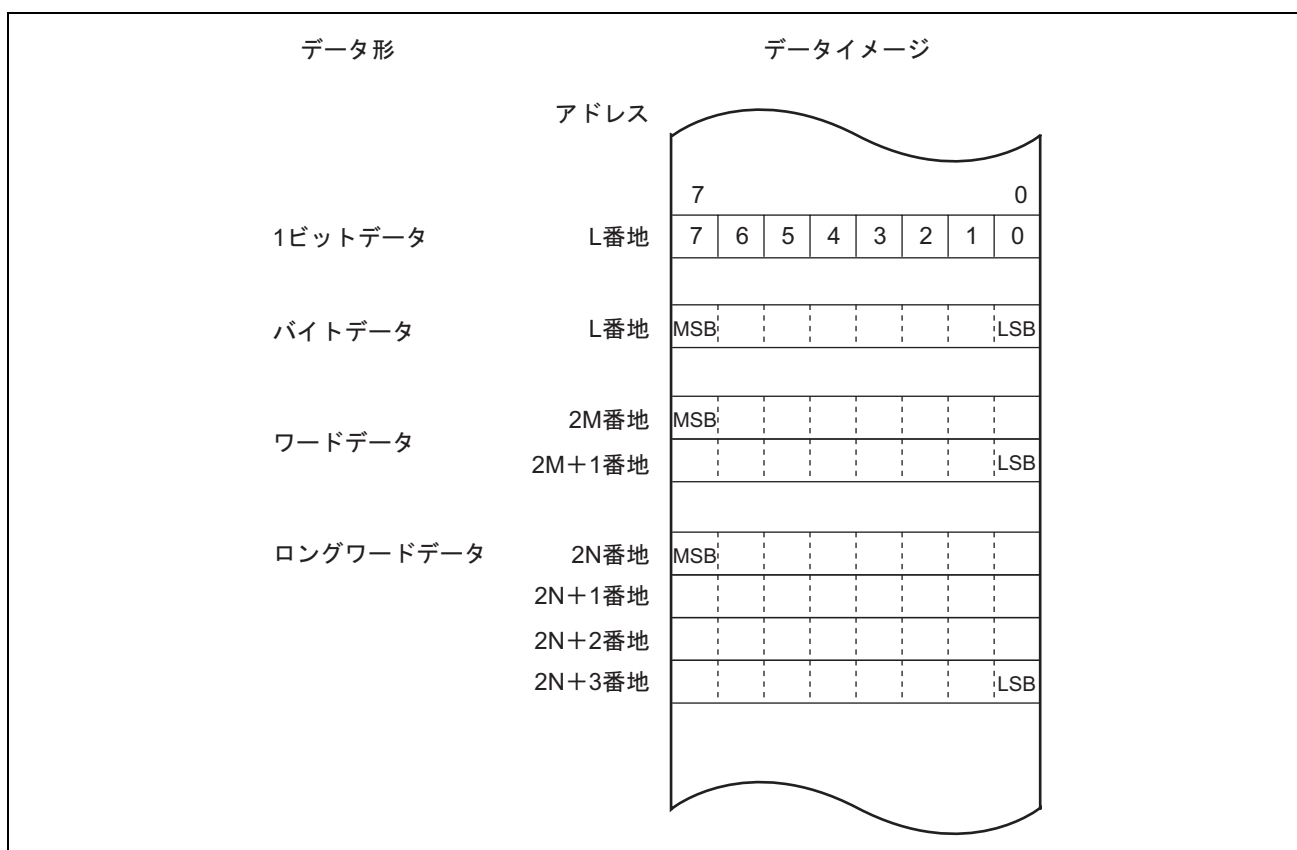 データ形 データイメージ
アドレス
7 0
1ビットデータ L番地 7 6 5 4 3 2 1 0
バイトデータ L番地 MSB LSB
2M番地 MSB
ワードデータ
2M＋1番地 LSB
ロングワードデータ 2N番地 MSB
2N＋1番地
2N＋2番地
2N＋3番地 LSB